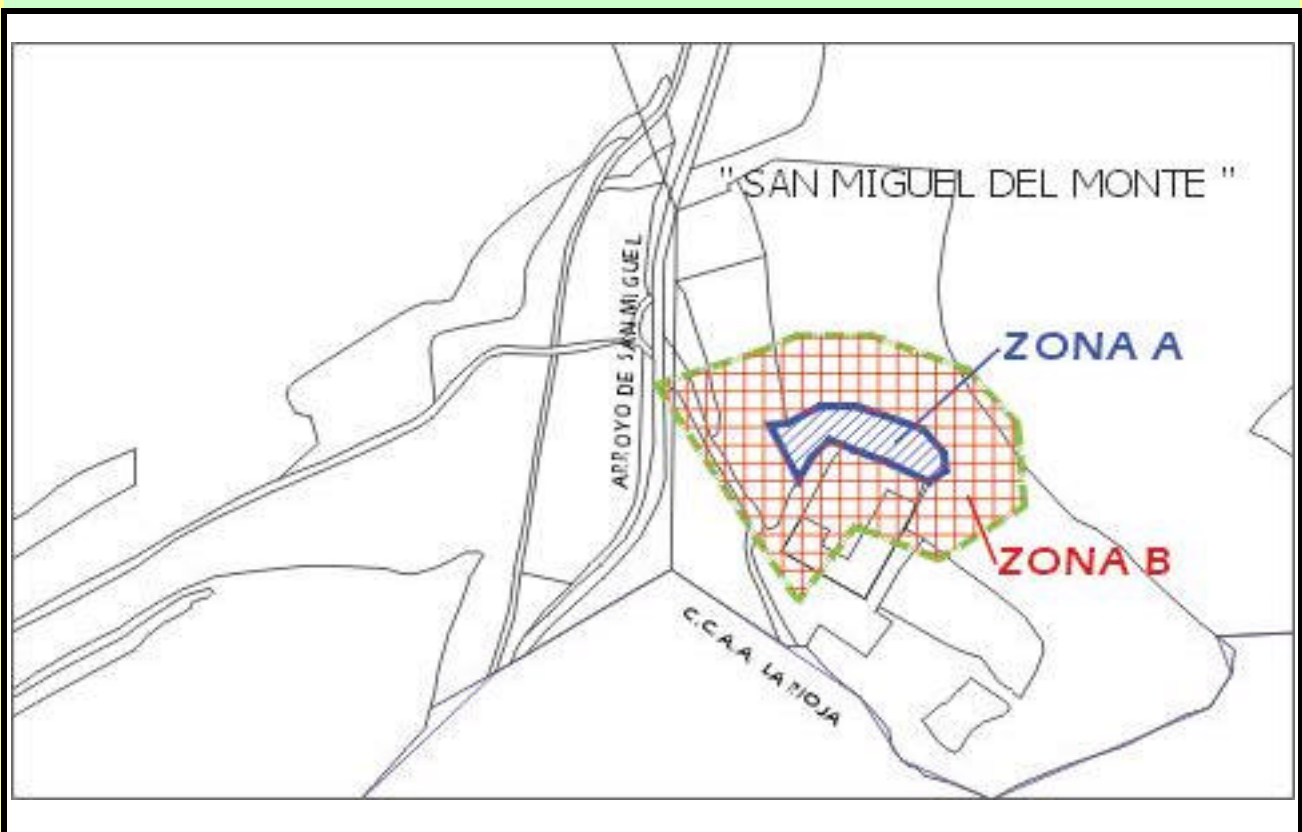 " SAN MIGUEL DEL MONTE "
ARROYO DE SAN MIGUEL
ZONA A
ZONA B
C.C.A.A. LA RIOJA